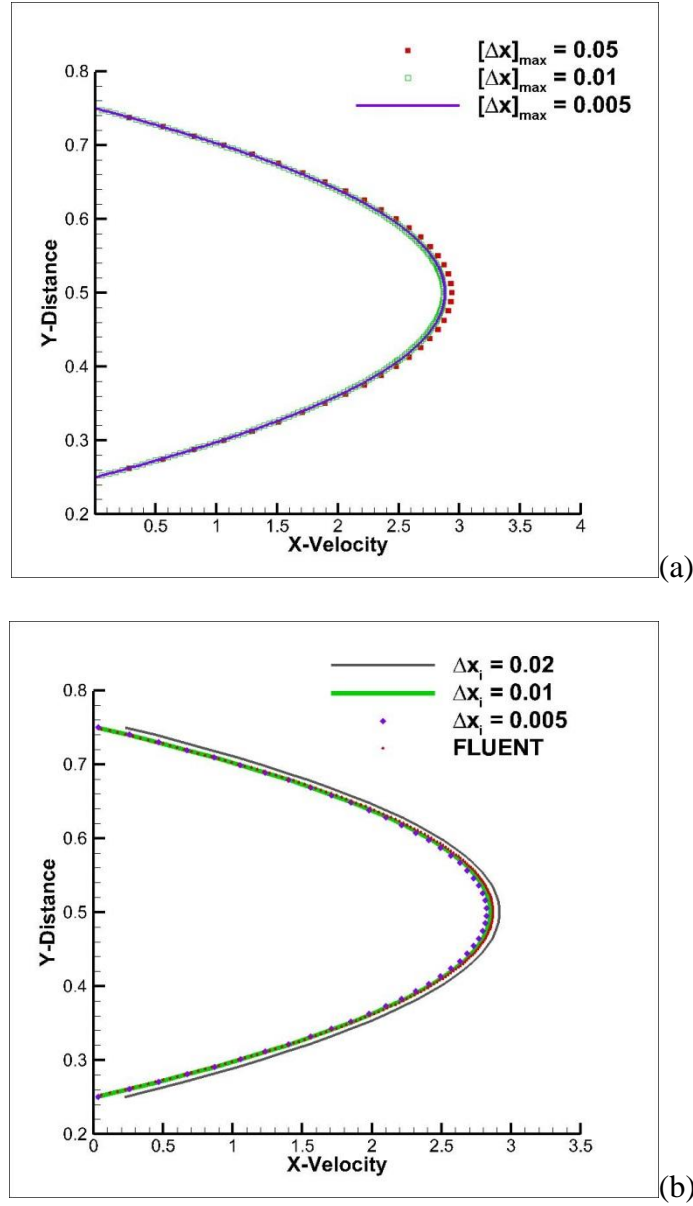 [Δx]max = 0.05
[Δx]max = 0.01
[Δx]max = 0.005
0.8
0.7
0.6
0.5
0.4
0.3
0.2
Y-Distance
0.5 1 1.5 2 2.5 3 3.5 4
X-Velocity
(a)
Δxi = 0.02
Δxi = 0.01
Δxi = 0.005
FLUENT
0.8
0.7
0.6
0.5
0.4
0.3
0.2
Y-Distance
0 0.5 1 1.5 2 2.5 3 3.5
X-Velocity
(b)